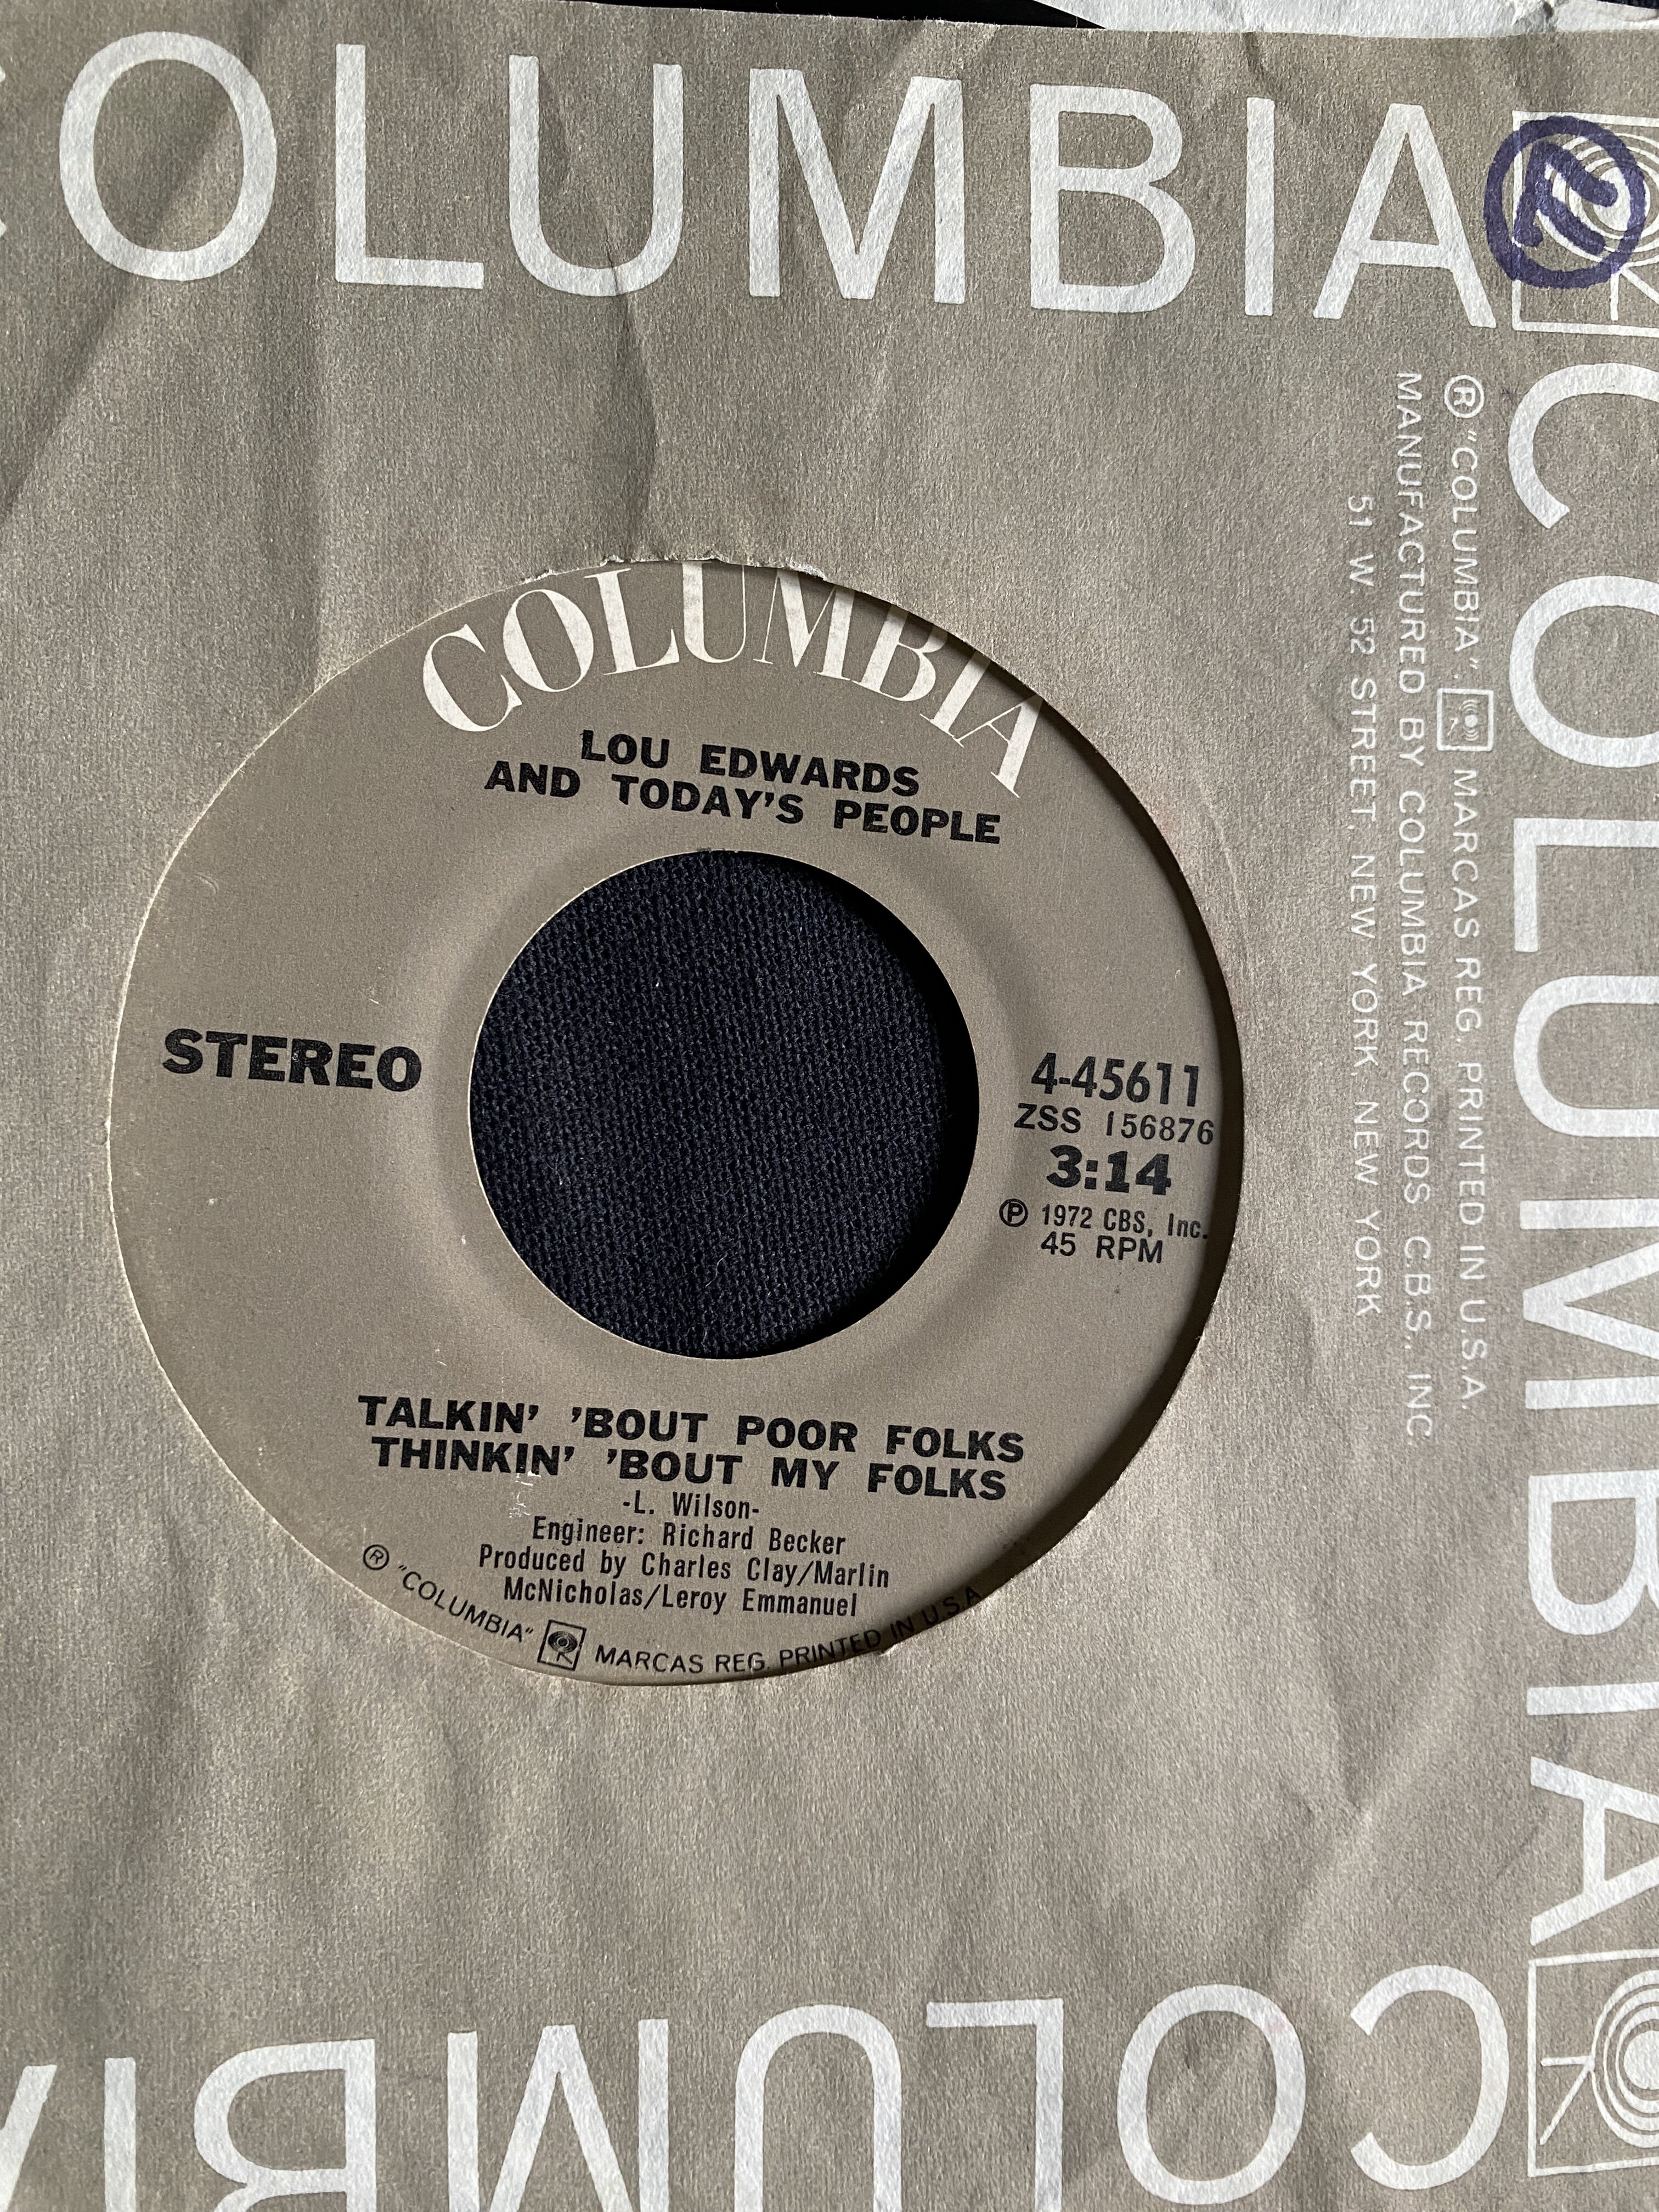 COLUMBIA
COLUMBIA
® "COLUMBIA", MARCAS REG. PRINTED IN U.S.A.
MANUFACTURED BY COLUMBIA RECORDS C.B.S., INC.
51 W. 52 STREET, NEW YORK, NEW YORK
COLUMBIA
LOU EDWARDS
AND TODAY'S PEOPLE
STEREO
4-45611
ZSS 156876
3:14
℗ 1972 CBS, Inc.
45 RPM
TALKIN' 'BOUT POOR FOLKS
THINKIN' 'BOUT MY FOLKS
-L. Wilson-
Engineer: Richard Becker
Produced by Charles Clay/Marlin
McNicholas/Leroy Emmanuel
® "COLUMBIA" MARCAS REG. PRINTED IN U.S.A.
COLUMBIA